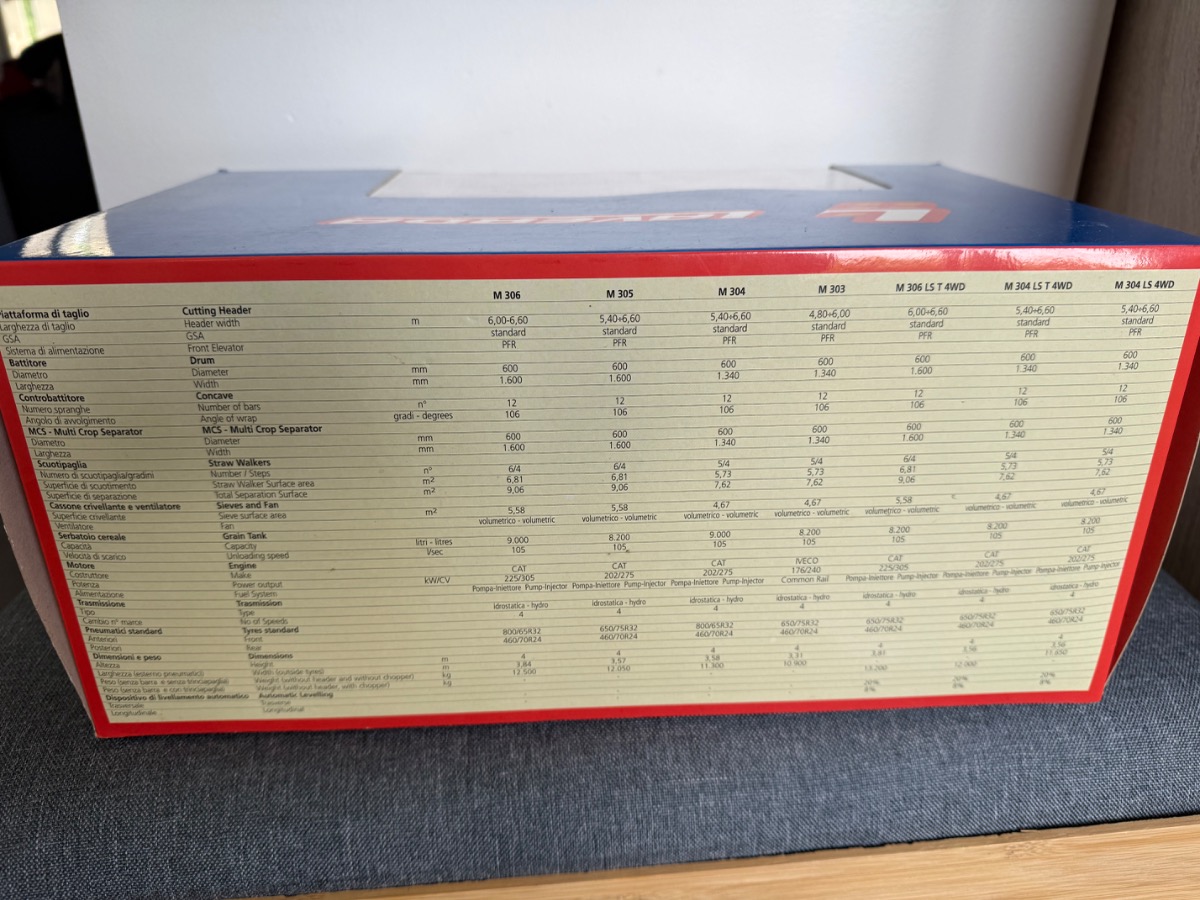 LAVERDA
M 306 M 305 M 304 M 303 M 306 LS T 4WD M 304 LS T 4WD M 304 LS 4WD
iattaforma di taglio Cutting Header
Larghezza di taglio Header width m 6,00-6,60 5,40÷6,60 5,40÷6,60 4,80÷6,00 6,00÷6,60 5,40÷6,60 5,40÷6,60
GSA GSA standard standard standard standard standard standard standard
Sistema di alimentazione Front Elevator PFR PFR PFR PFR PFR PFR PFR
Battitore Drum
Diametro Diameter mm 600 600 600 600 600 600 600
Larghezza Width mm 1.600 1.600 1.340 1.340 1.600 1.340 1.340
Controbattitore Concave
Numero spranghe Number of bars n° 12 12 12 12 12 12 12
Angolo di avvolgimento Angle of wrap gradi - degrees 106 106 106 106 106 106 106
MCS - Multi Crop Separator MCS - Multi Crop Separator
Diametro Diameter mm 600 600 600 600 600 600 600
Larghezza Width mm 1.600 1.600 1.340 1.340 1.600 1.340 1.340
Scuotipaglia Straw Walkers
Numero di scuotipaglia/gradini Number / Steps n° 6/4 6/4 5/4 5/4 6/4 5/4 5/4
Superficie di scuotimento Straw Walker Surface area m² 6,81 6,81 5,73 5,73 6,81 5,73 5,73
Superficie di separazione Total Separation Surface m² 9,06 9,06 7,62 7,62 9,06 7,62 7,62
Cassone crivellante e ventilatore Sieves and Fan
Superficie crivellante Sieve surface area m² 5,58 5,58 4,67 4,67 5,58 4,67 4,67
Ventilatore Fan volumetrico - volumetric volumetrico - volumetric volumetrico - volumetric volumetrico - volumetric volumetrico - volumetric volumetrico - volumetric volumetrico - volumetric
Serbatoio cereale Grain Tank
Capacità Capacity litri - litres 9.000 8.200 9.000 8.200 8.200 8.200 8.200
Velocità di scarico Unloading speed l/sec 105 105 105 105 105 105 105
Motore Engine
Costruttore Make CAT CAT CAT IVECO CAT CAT CAT
Potenza Power output kW/CV 225/305 202/275 202/275 176/240 225/305 202/275 202/275
Alimentazione Fuel System Pompa-Iniettore Pump-Injector Pompa-Iniettore Pump-Injector Pompa-Iniettore Pump-Injector Common Rail Pompa-Iniettore Pump-Injector Pompa-Iniettore Pump-Injector Pompa-Iniettore Pump-Injector
Trasmissione Trasmission
Tipo Type idrostatica - hydro idrostatica - hydro idrostatica - hydro idrostatica - hydro idrostatica - hydro idrostatica - hydro idrostatica - hydro
Cambio n° marce No of Speeds 4 4 4 4 4 4 4
Pneumatici standard Tyres standard
Anteriori Front 800/65R32 650/75R32 800/65R32 650/75R32 650/75R32 650/75R32 650/75R32
Posteriori Rear 460/70R24 460/70R24 460/70R24 460/70R24 460/70R24 460/70R24 460/70R24
Dimensioni e peso Dimensions
Altezza Height m 4 4 4 4 4 4 4
Larghezza (esterno pneumatici) Width (outside tyres) m 3,84 3,57 3,58 3,31 3,81 3,56 3,56
Peso (senza barra e senza trinciapaglia) Weight (without header and without chopper) kg 12.500 12.050 11.300 10.900
Peso (senza barra e con trinciapaglia) Weight (without header, with chopper) kg - - - - 13.200
Dispositivo di livellamento automatico Automatic Levelling
Trasversale 20% 20% 20%
Longitudinale Longitudinal 8% 8% 8%